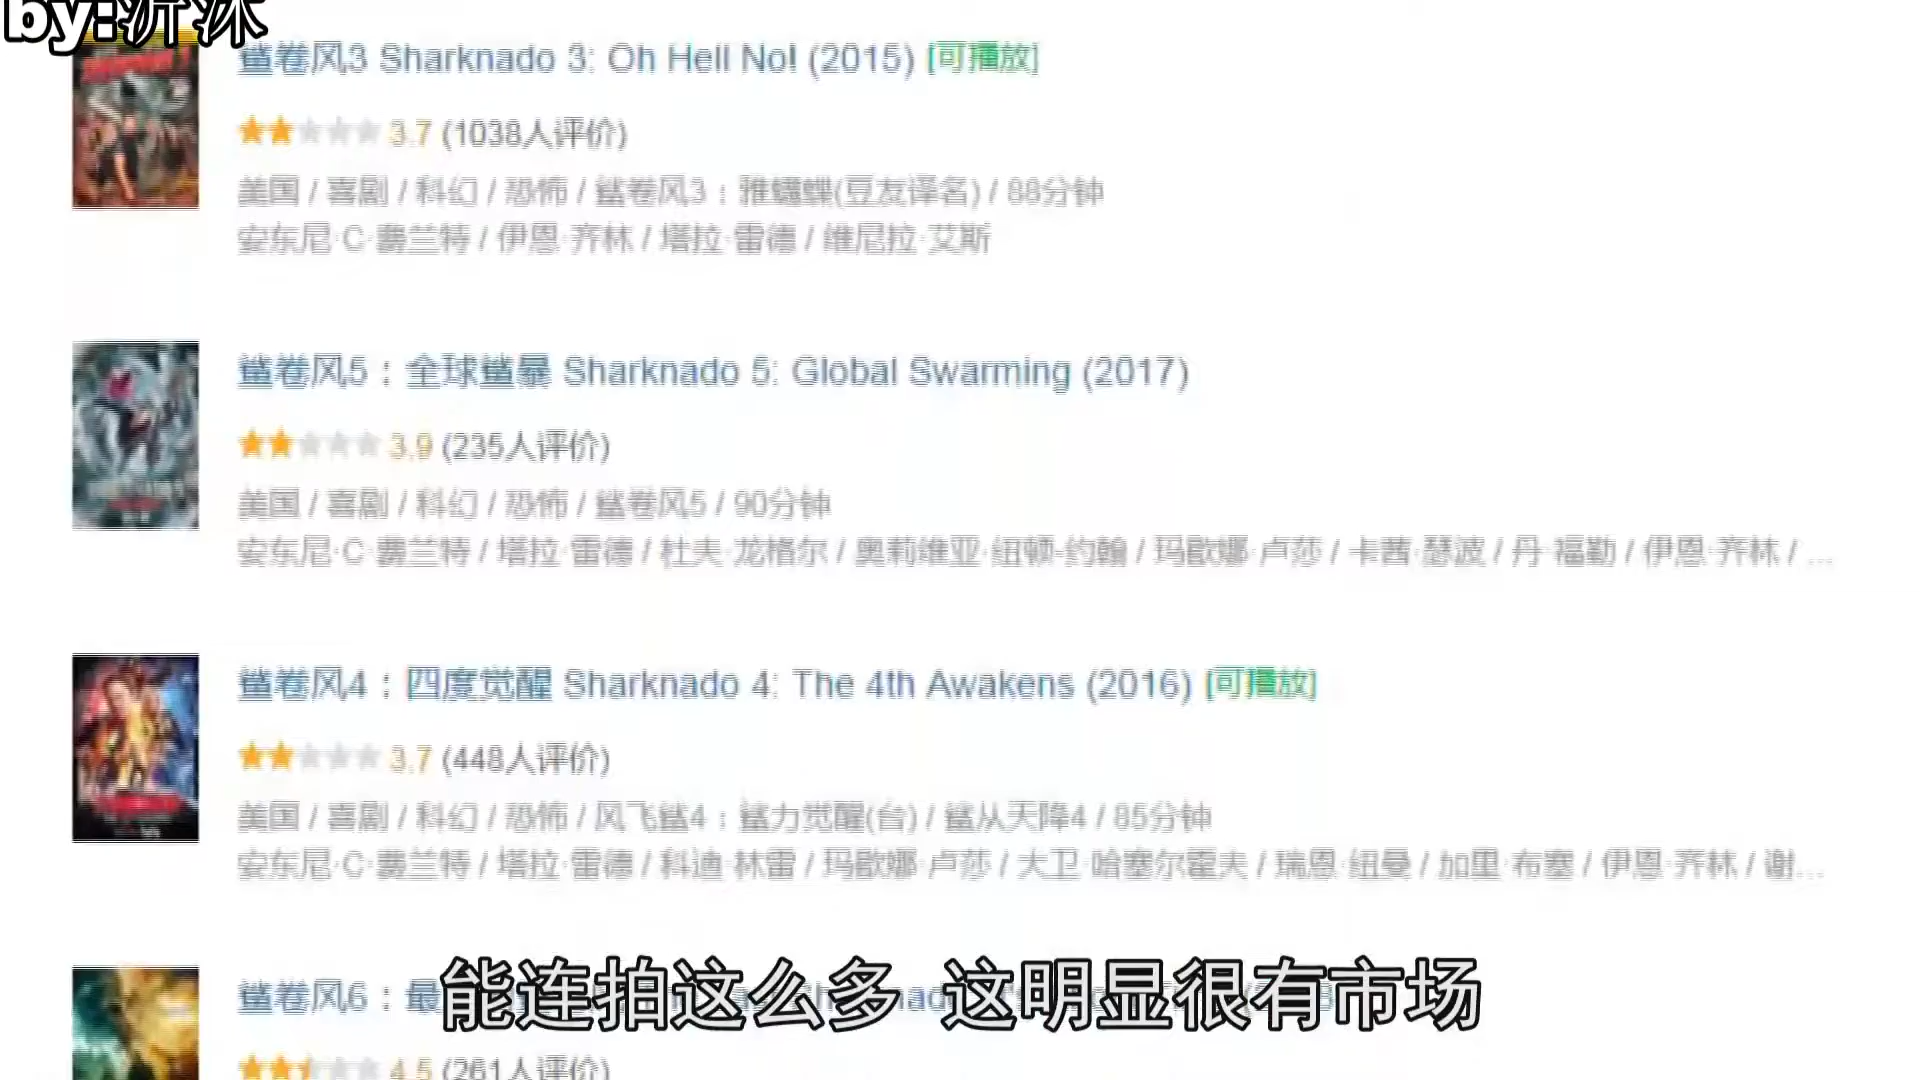 by:沂沐
鲨卷风3 Sharknado 3: Oh Hell No! (2015) [可播放]
3.7 (1038人评价)
美国 / 喜剧 / 科幻 / 恐怖 / 鲨卷风3：雅蠛蝶(豆友译名) / 88分钟
安东尼·C·费兰特 / 伊恩·齐林 / 塔拉·雷德 / 维尼拉·艾斯
鲨卷风5：全球鲨暴 Sharknado 5: Global Swarming (2017)
3.9 (235人评价)
美国 / 喜剧 / 科幻 / 恐怖 / 鲨卷风5 / 90分钟
安东尼·C·费兰特 / 塔拉·雷德 / 杜夫·龙格尔 / 奥莉维亚·纽顿-约翰 / 玛歇娜·卢莎 / 卡茜·瑟波 / 丹·福勤 / 伊恩·齐林 / ...
鲨卷风4：四度觉醒 Sharknado 4: The 4th Awakens (2016) [可播放]
3.7 (448人评价)
美国 / 喜剧 / 科幻 / 恐怖 / 风飞鲨4：鲨力觉醒(台) / 鲨从天降4 / 85分钟
安东尼·C·费兰特 / 塔拉·雷德 / 科迪·林雷 / 玛歇娜·卢莎 / 大卫·哈塞尔霍夫 / 瑞恩·纽曼 / 加里·布塞 / 伊恩·齐林 / 谢...
鲨卷风6：最
能连拍这么多 这明显很有市场
4.5 (261人评价)